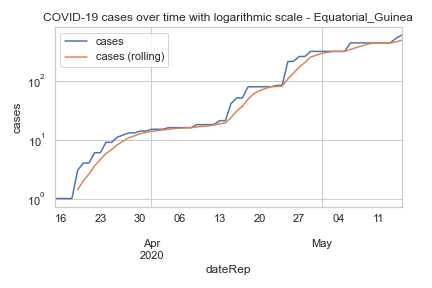 COVID-19 cases over time with logarithmic scale - Equatorial_Guinea
cases
cases (rolling)
cases
10²
10¹
10⁰
16 23 30 06 13 20 27 04 11
Apr May
2020
dateRep